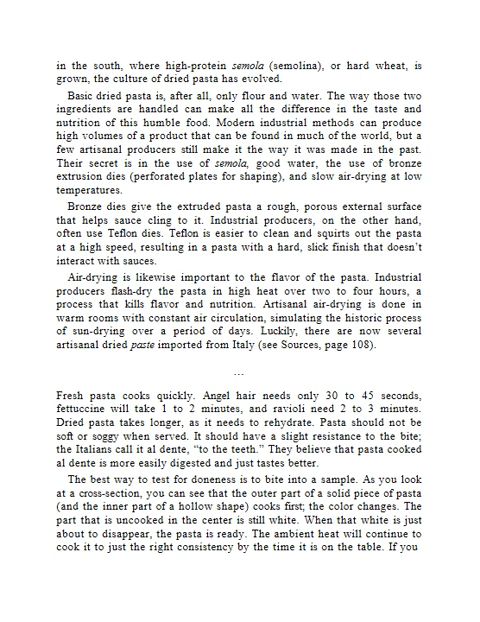 in the south, where high-protein semola (semolina), or hard wheat, is
grown, the culture of dried pasta has evolved.
Basic dried pasta is, after all, only flour and water. The way those two
ingredients are handled can make all the difference in the taste and
nutrition of this humble food. Modern industrial methods can produce
high volumes of a product that can be found in much of the world, but a
few artisanal producers still make it the way it was made in the past.
Their secret is in the use of semola, good water, the use of bronze
extrusion dies (perforated plates for shaping), and slow air-drying at low
temperatures.
Bronze dies give the extruded pasta a rough, porous external surface
that helps sauce cling to it. Industrial producers, on the other hand,
often use Teflon dies. Teflon is easier to clean and squirts out the pasta
at a high speed, resulting in a pasta with a hard, slick finish that doesn’t
interact with sauces.
Air-drying is likewise important to the flavor of the pasta. Industrial
producers flash-dry the pasta in high heat over two to four hours, a
process that kills flavor and nutrition. Artisanal air-drying is done in
warm rooms with constant air circulation, simulating the historic process
of sun-drying over a period of days. Luckily, there are now several
artisanal dried paste imported from Italy (see Sources, page 108).
...
Fresh pasta cooks quickly. Angel hair needs only 30 to 45 seconds,
fettuccine will take 1 to 2 minutes, and ravioli need 2 to 3 minutes.
Dried pasta takes longer, as it needs to rehydrate. Pasta should not be
soft or soggy when served. It should have a slight resistance to the bite;
the Italians call it al dente, “to the teeth.” They believe that pasta cooked
al dente is more easily digested and just tastes better.
The best way to test for doneness is to bite into a sample. As you look
at a cross-section, you can see that the outer part of a solid piece of pasta
(and the inner part of a hollow shape) cooks first; the color changes. The
part that is uncooked in the center is still white. When that white is just
about to disappear, the pasta is ready. The ambient heat will continue to
cook it to just the right consistency by the time it is on the table. If you